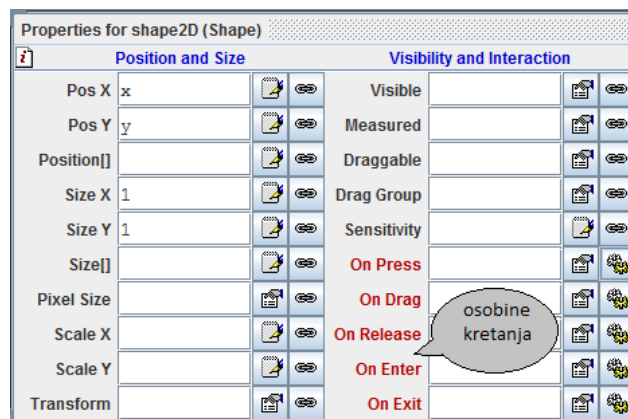 Properties for shape2D (Shape)
i Position and Size Visibility and Interaction
Pos X x Visible
Pos Y y Measured
Position[] Draggable
Size X 1 Drag Group
Size Y 1 Sensitivity
Size[] On Press
Pixel Size On Drag
Scale X On Release
Scale Y On Enter
Transform On Exit
osobine
kretanja